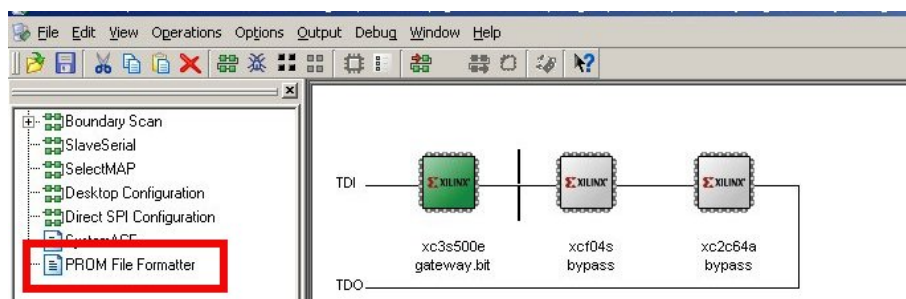 File Edit View Operations Options Output Debug Window Help
Boundary Scan
SlaveSerial
SelectMAP
Desktop Configuration
Direct SPI Configuration
SystemACE
PROM File Formatter
TDI
XILINX XILINX XILINX
xc3s500e xcf04s xc2c64a
gateway.bit bypass bypass
TDO